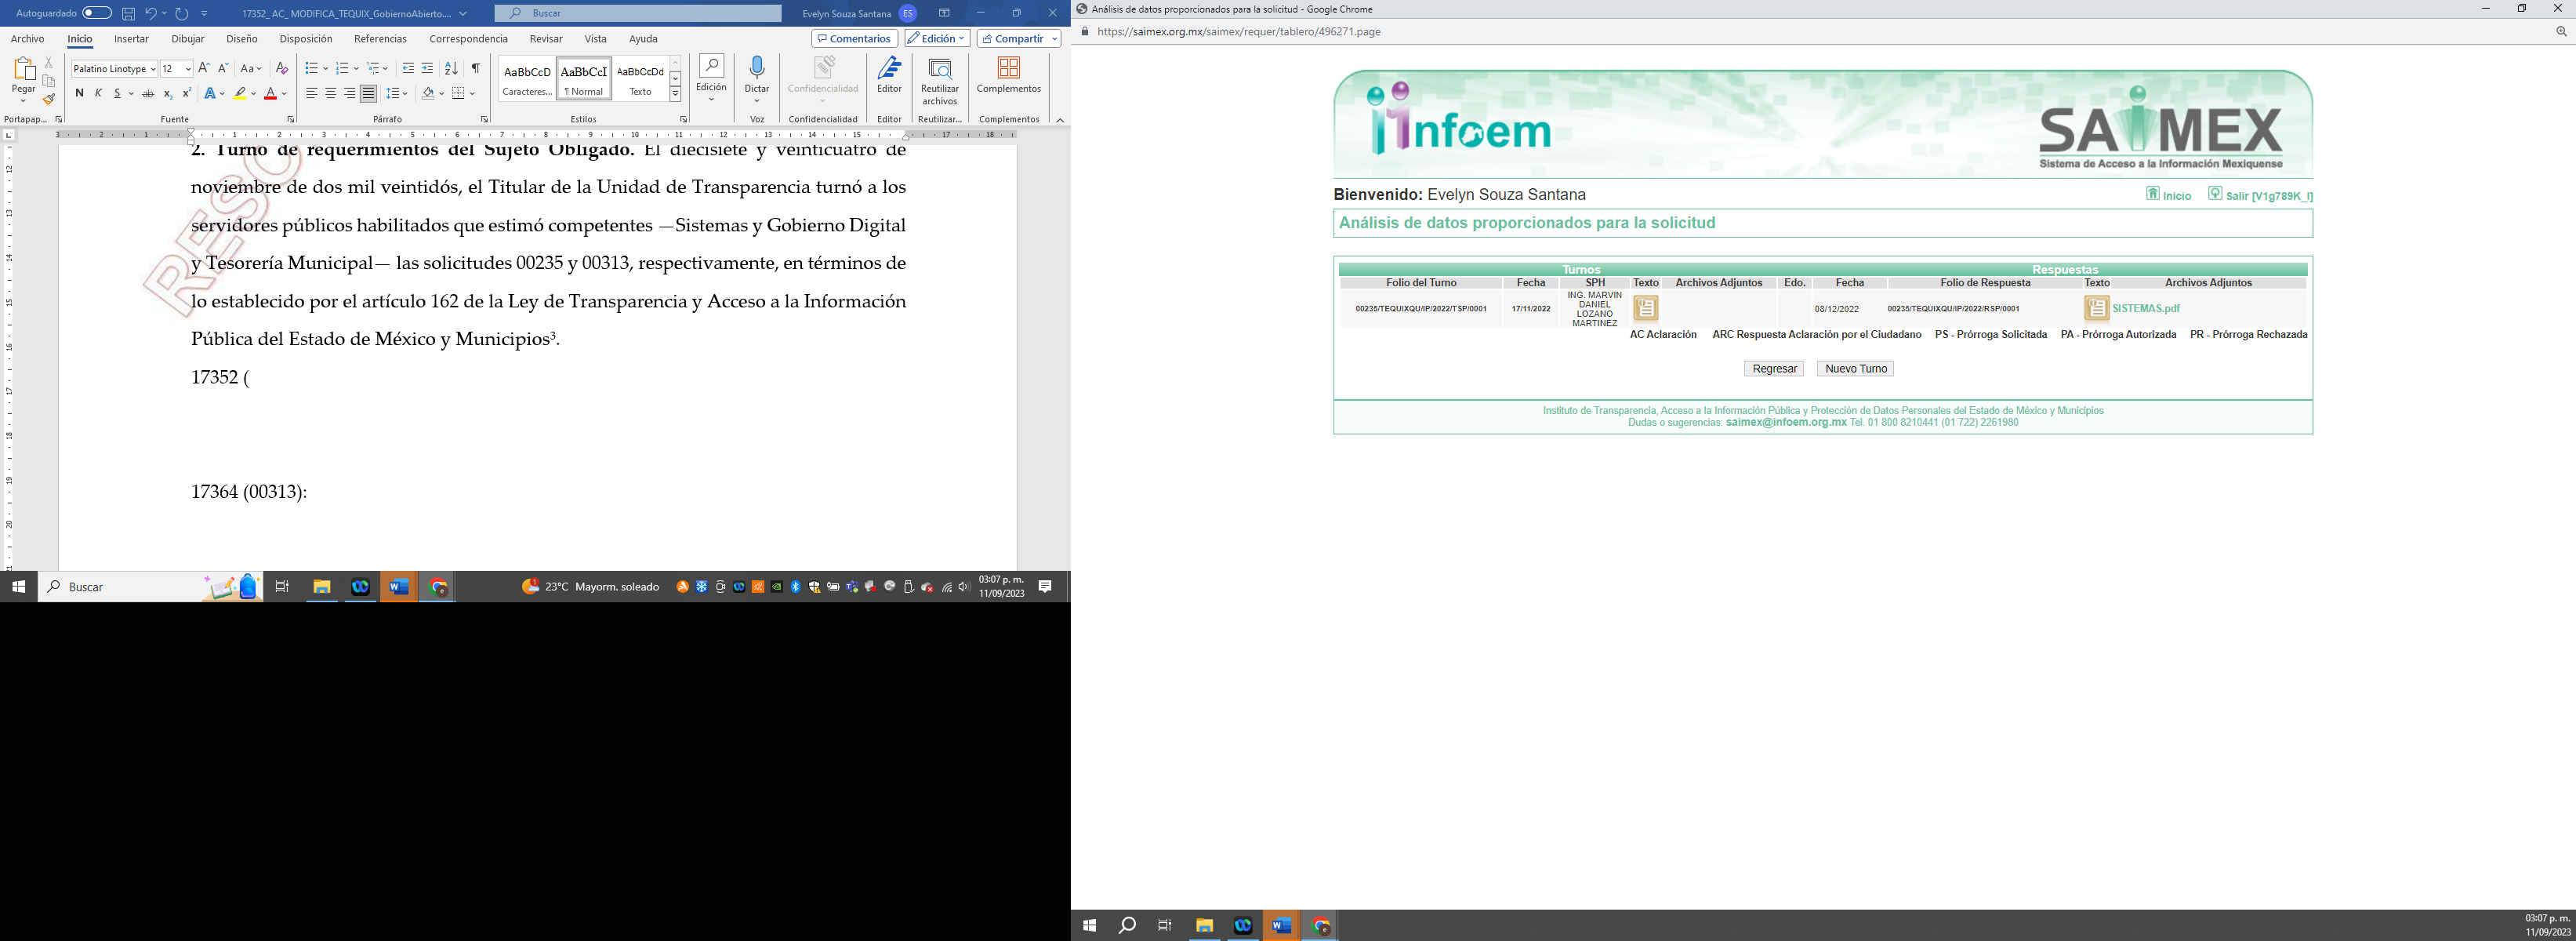 Autoguardado
17352_ AC_ MODIFICA_TEQUIX_GobiernoAbierto....
Buscar
Evelyn Souza Santana
ES
Archivo Inicio Insertar Dibujar Diseño Disposición Referencias Correspondencia Revisar Vista Ayuda
Comentarios Edición Compartir
Pegar
Palatino Linotype 12
N K S ab x₂ x² A A
AaBbCcD AaBbCcI AaBbCcDd
Caracteres... ¶ Normal Texto
Edición Dictar Confidencialidad Editor Reutilizar archivos Complementos
Portapap... Fuente Párrafo Estilos Voz Confidencialidad Editor Reutilizar... Complementos
RESO
2. Turno de requerimientos del Sujeto Obligado. El diecisiete y veinticuatro de
noviembre de dos mil veintidós, el Titular de la Unidad de Transparencia turnó a los
servidores públicos habilitados que estimó competentes —Sistemas y Gobierno Digital
y Tesorería Municipal— las solicitudes 00235 y 00313, respectivamente, en términos de
lo establecido por el artículo 162 de la Ley de Transparencia y Acceso a la Información
Pública del Estado de México y Municipios³.
17352 (
17364 (00313):
Buscar
23°C Mayorm. soleado
03:07 p. m.
11/09/2023
Análisis de datos proporcionados para la solicitud - Google Chrome
https://saimex.org.mx/saimex/requer/tablero/496271.page
infoem
SAIMEX
Sistema de Acceso a la Información Mexiquense
Bienvenido: Evelyn Souza Santana
Inicio Salir [V1g789K_I]
Análisis de datos proporcionados para la solicitud
Turnos Respuestas
Folio del Turno Fecha SPH Texto Archivos Adjuntos Edo. Fecha Folio de Respuesta Texto Archivos Adjuntos
00235/TEQUIXQU/IP/2022/TSP/0001 17/11/2022 ING. MARVIN DANIEL LOZANO MARTINEZ 08/12/2022 00235/TEQUIXQU/IP/2022/RSP/0001 SISTEMAS.pdf
AC Aclaración ARC Respuesta Aclaración por el Ciudadano PS - Prórroga Solicitada PA - Prórroga Autorizada PR - Prórroga Rechazada
Regresar Nuevo Turno
Instituto de Transparencia, Acceso a la Información Pública y Protección de Datos Personales del Estado de México y Municipios
Dudas o sugerencias: saimex@infoem.org.mx Tel. 01 800 8210441 (01 722) 2261980
03:07 p. m.
11/09/2023